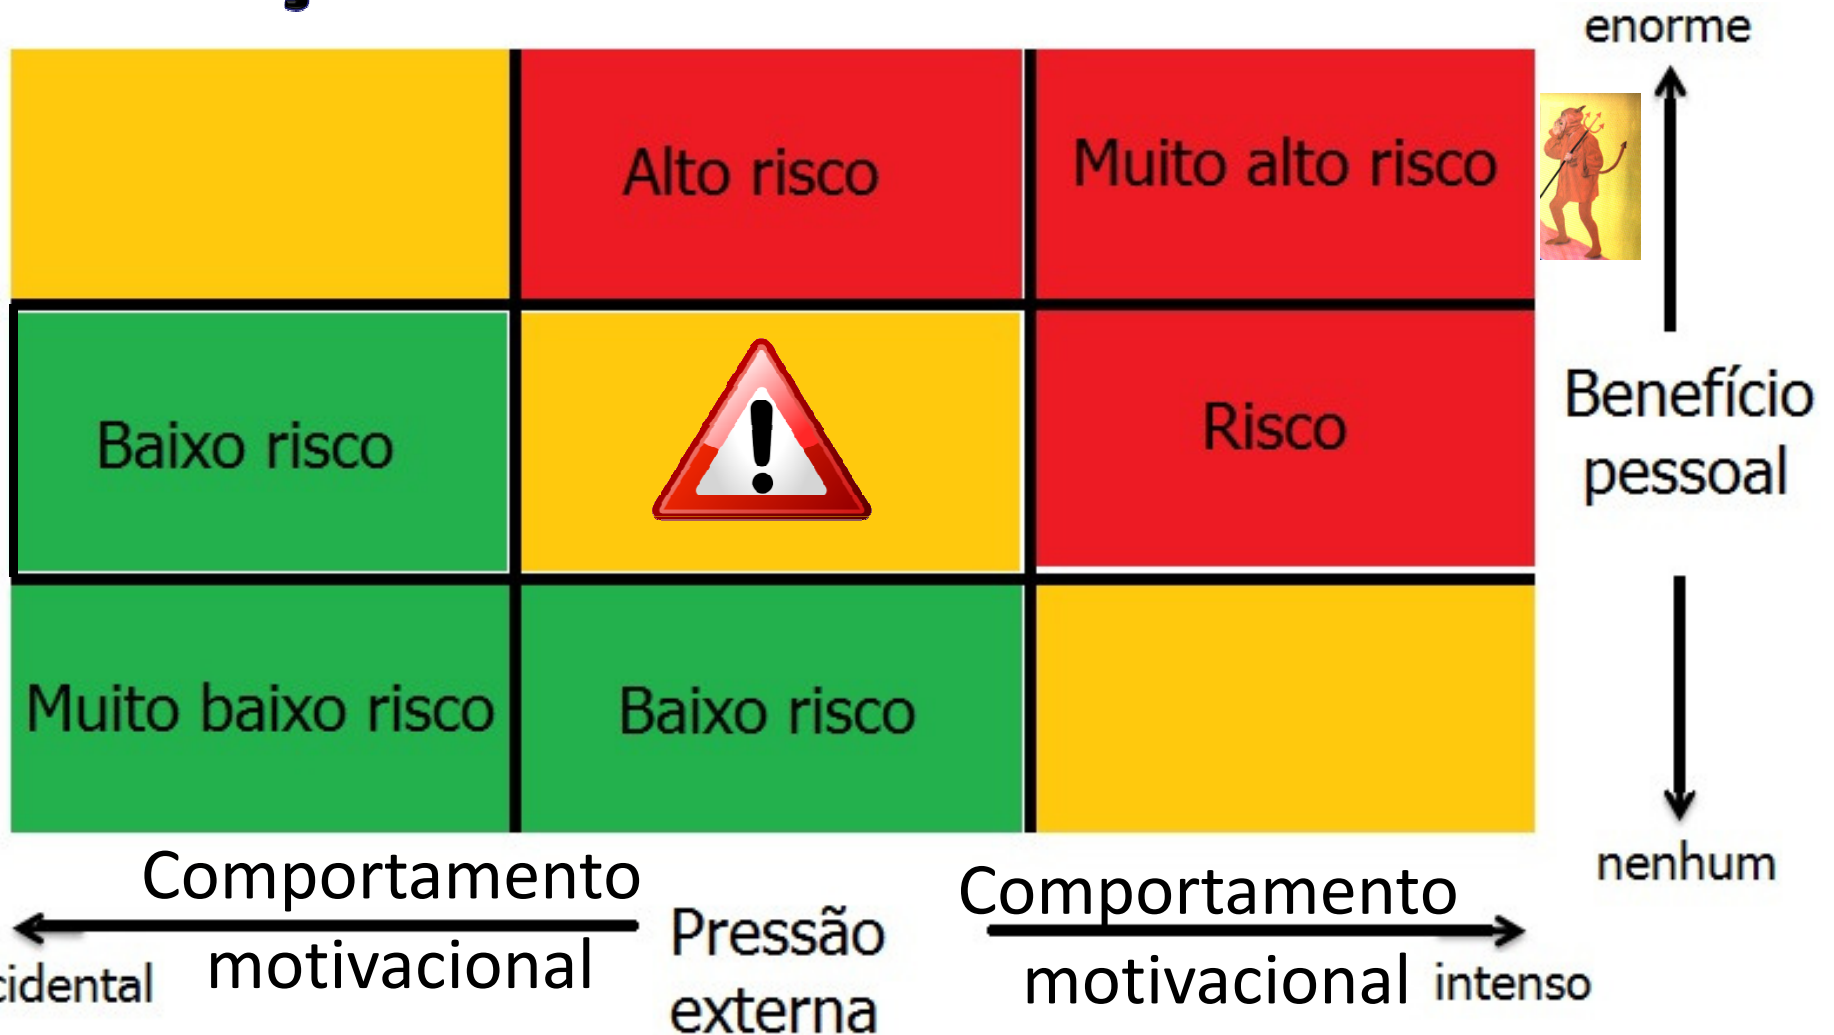 enorme
Alto risco
Muito alto risco
Baixo risco
Risco
Benefício
pessoal
Muito baixo risco
Baixo risco
nenhum
Comportamento
motivacional
Pressão
externa
Comportamento
motivacional
cidental
intenso